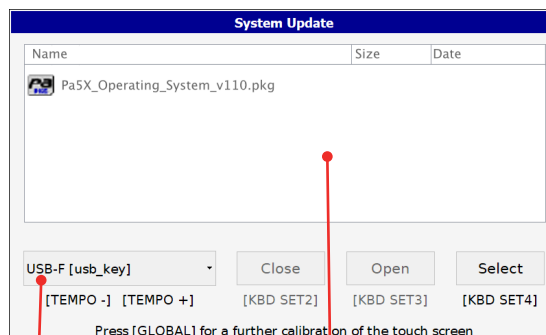 System Update
Name Size Date
Pa5X_Operating_System_v110.pkg
USB-F [usb_key] Close Open Select
[TEMPO -] [TEMPO +] [KBD SET2] [KBD SET3] [KBD SET4]
Press [GLOBAL] for a further calibration of the touch screen